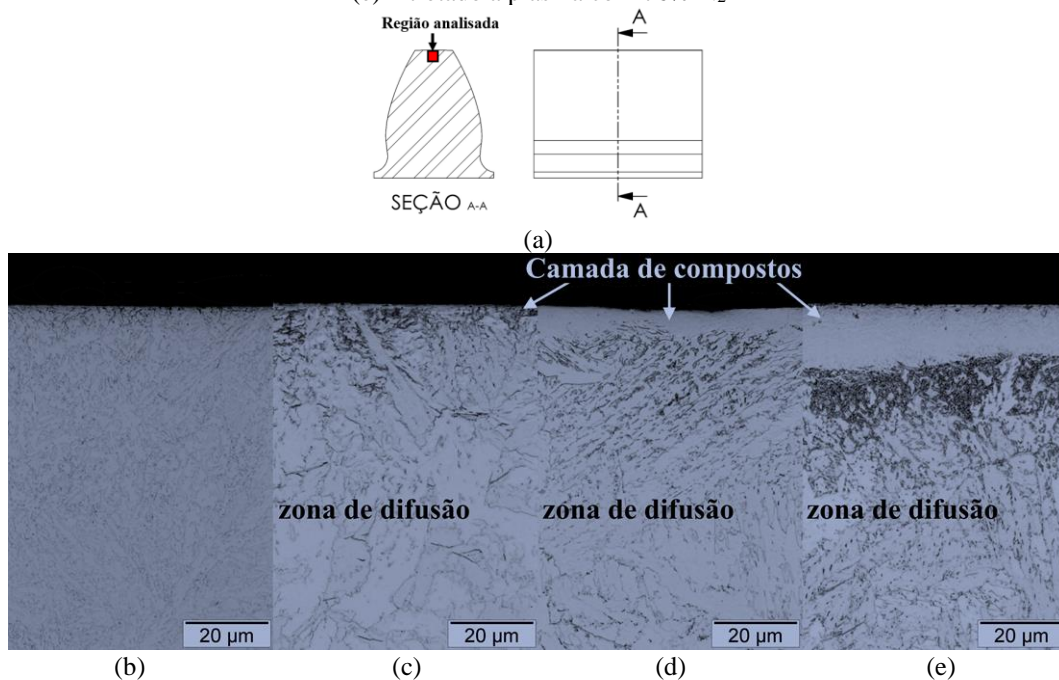 Região analisada
A
SEÇÃO A-A
A
(a)
Camada de compostos
zona de difusão
zona de difusão
zona de difusão
20 µm
20 µm
20 µm
20 µm
(b)
(c)
(d)
(e)